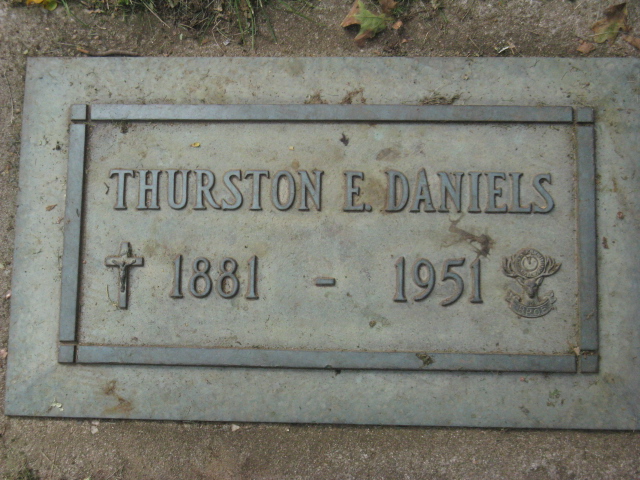 THURSTON E. DANIELS
1881 - 1951